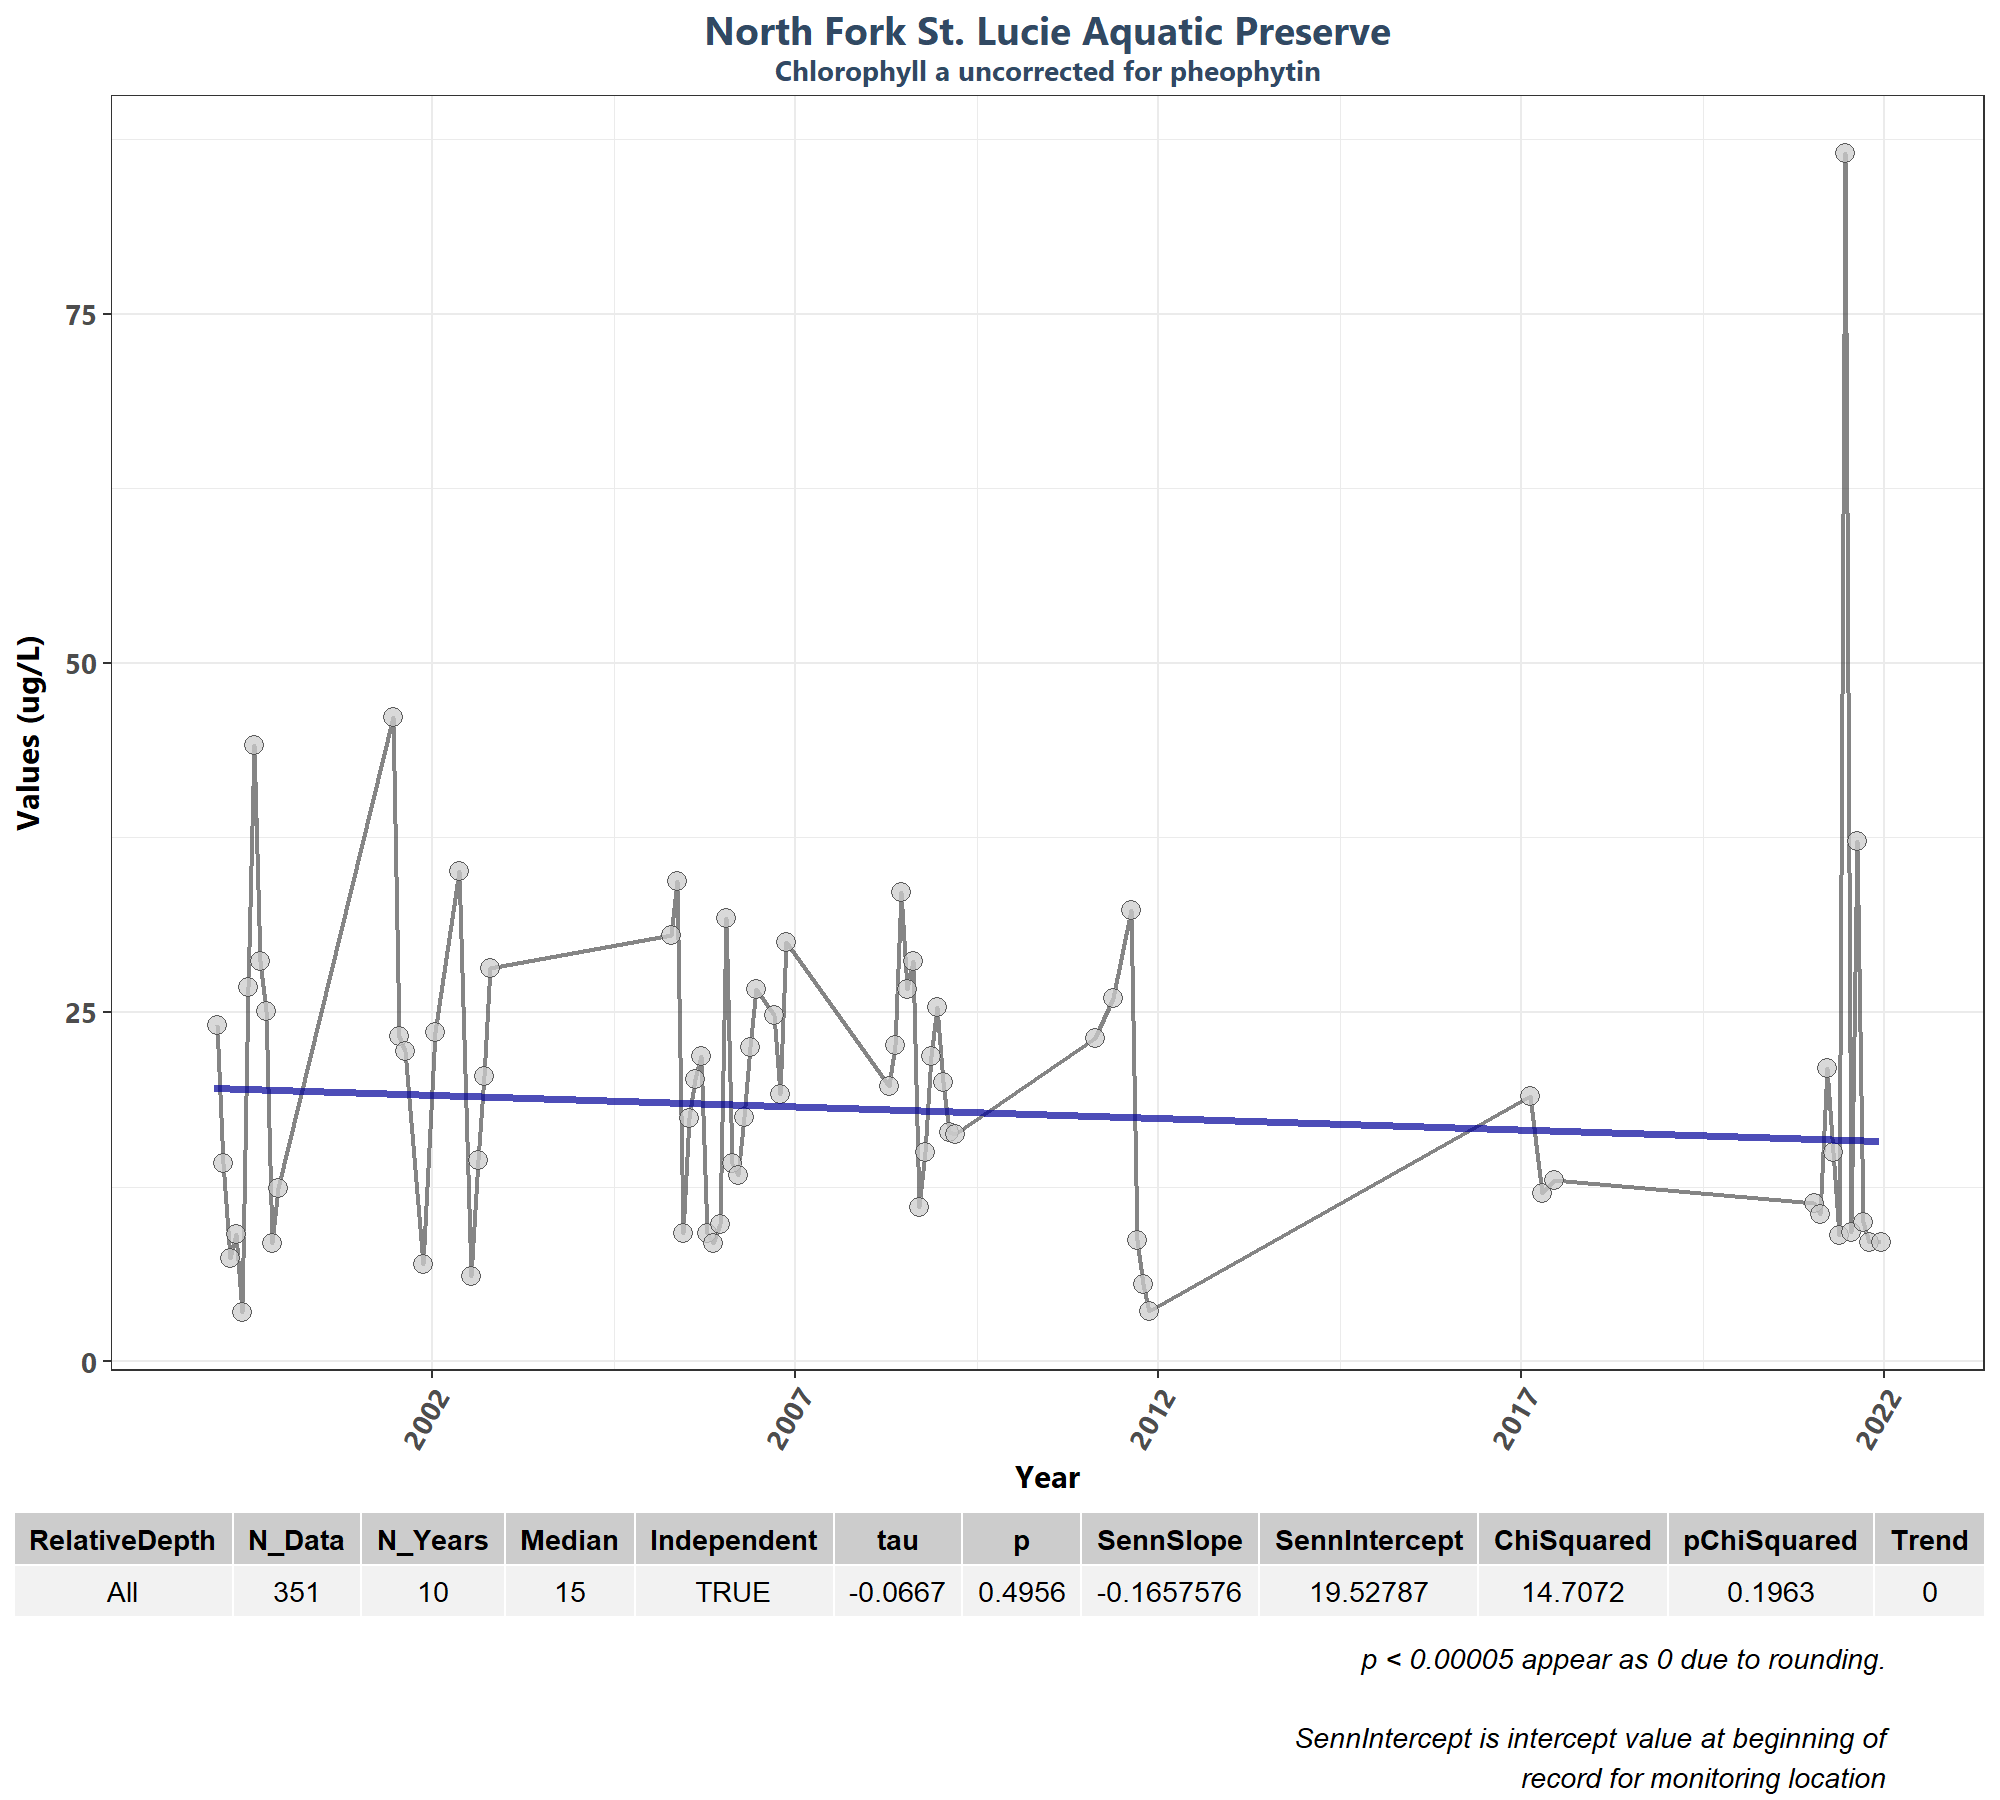 North Fork St. Lucie Aquatic Preserve
Chlorophyll a uncorrected for pheophytin
Values (ug/L)
75
50
25
0
2002 2007 2012 2017 2022
Year
RelativeDepth N_Data N_Years Median Independent tau p SennSlope SennIntercept ChiSquared pChiSquared Trend
All 351 10 15 TRUE -0.0667 0.4956 -0.1657576 19.52787 14.7072 0.1963 0
p < 0.00005 appear as 0 due to rounding.
SennIntercept is intercept value at beginning of
record for monitoring location